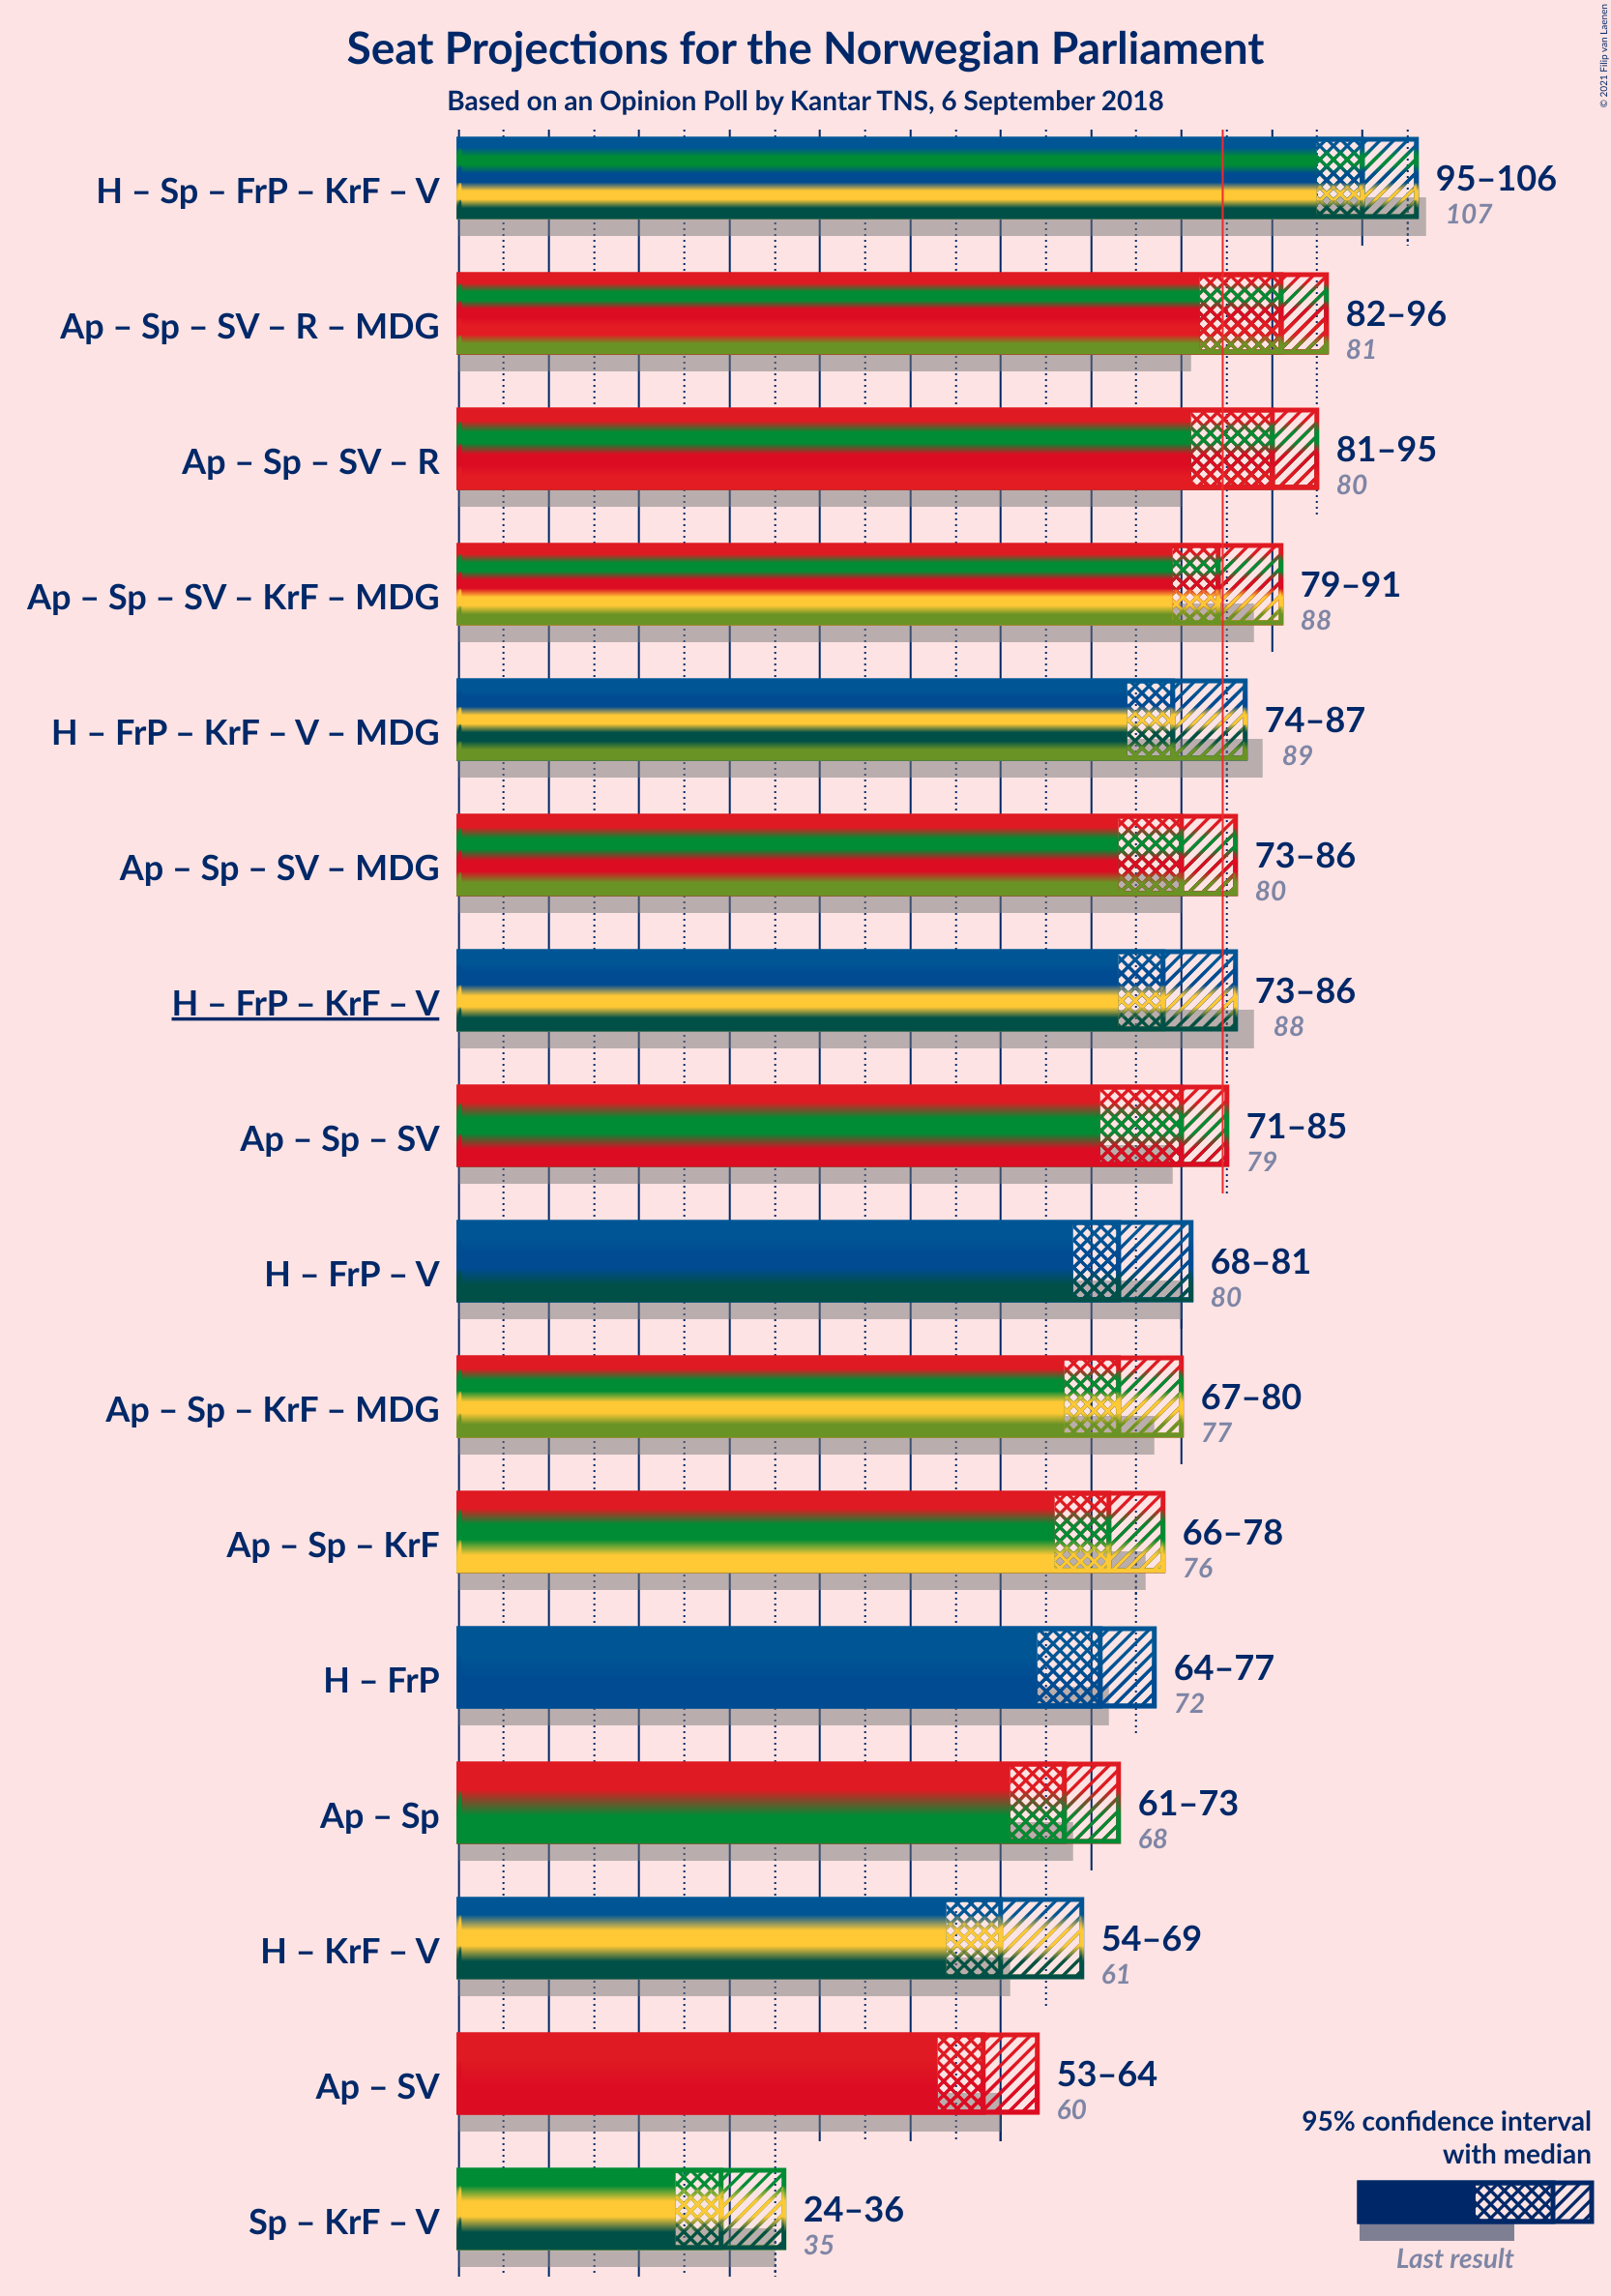 Seat Projections for the Norwegian Parliament
Based on an Opinion Poll by Kantar TNS, 6 September 2018
© 2021 Filip van Laenen
H – Sp – FrP – KrF – V
95–106
107
Ap – Sp – SV – R – MDG
82–96
81
Ap – Sp – SV – R
81–95
80
Ap – Sp – SV – KrF – MDG
79–91
88
H – FrP – KrF – V – MDG
74–87
89
Ap – Sp – SV – MDG
73–86
80
H – FrP – KrF – V
73–86
88
Ap – Sp – SV
71–85
79
H – FrP – V
68–81
80
Ap – Sp – KrF – MDG
67–80
77
Ap – Sp – KrF
66–78
76
H – FrP
64–77
72
Ap – Sp
61–73
68
H – KrF – V
54–69
61
Ap – SV
53–64
60
Sp – KrF – V
24–36
35
95% confidence interval
with median
Last result